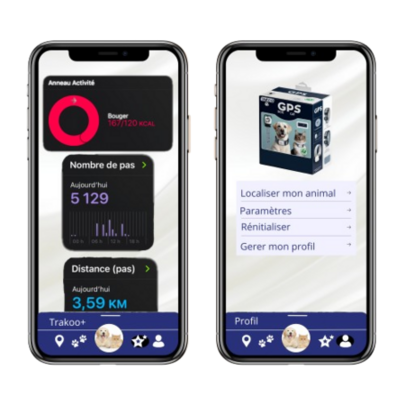 Anneau Activité
Bouger
167/120 KCAL
Nombre de pas
Aujourd'hui
5 129
Distance (pas)
Aujourd'hui
3,59 KM
Trakoo+
GPS
Localiser mon animal
Paramètres
Rénitialiser
Gerer mon profil
Profil